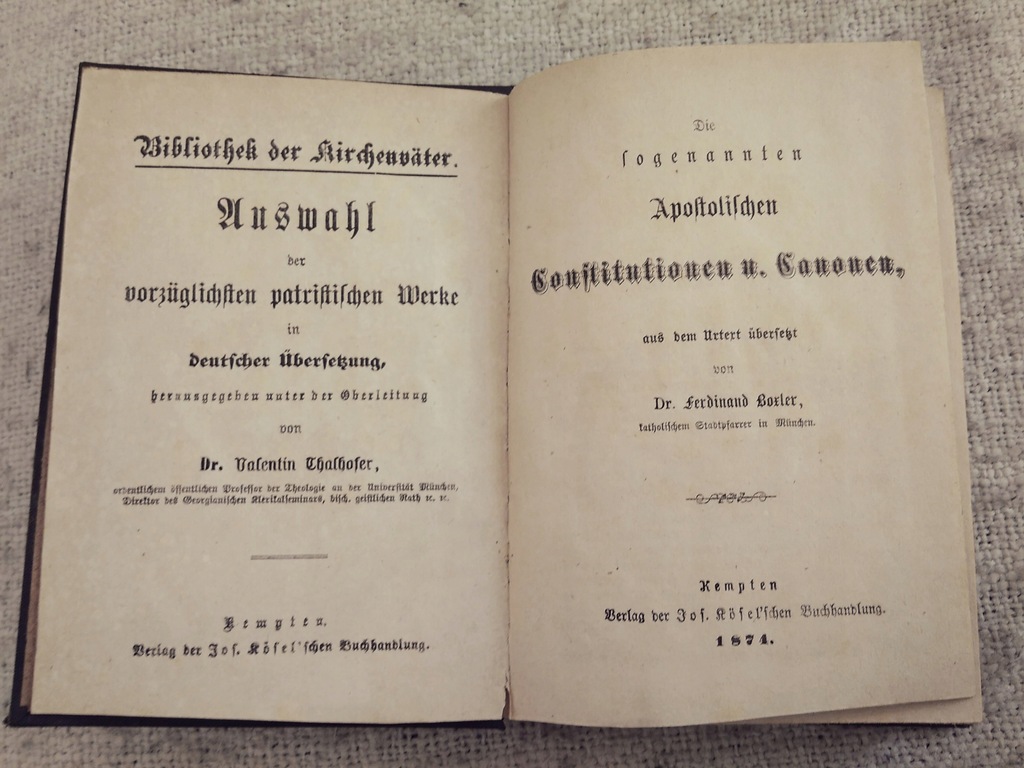 Bibliothek der Kirchenväter.
Auswahl
der
vorzüglichsten patristischen Werke
in
deutscher Übersetzung,
herausgegeben unter der Oberleitung
von
Dr. Valentin Thalhofer,
ordentlichem öffentlichen Professor der Theologie an der Universität München,
Direktor des Georgianischen Klerikalseminars, bisch. geistlichen Rath ꝛc. ꝛc.
Kempten.
Verlag der Jos. Kösel'schen Buchhandlung.
Die
sogenannten
Apostolischen
Constitutionen u. Canonen,
aus dem Urtext übersetzt
von
Dr. Ferdinand Boxler,
katholischem Stadtpfarrer in München.
Kempten
Verlag der Jos. Kösel'schen Buchhandlung.
1874.